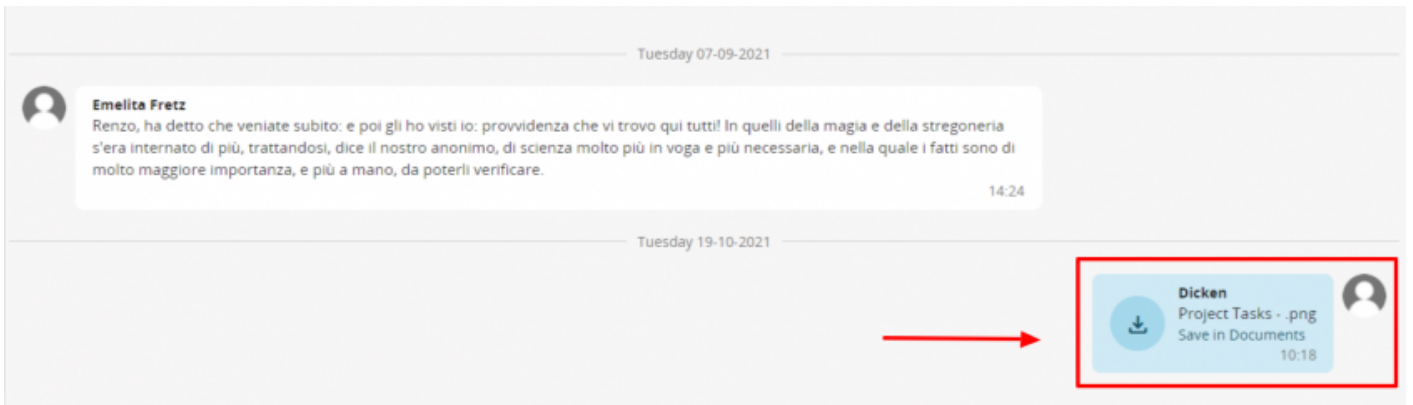 Tuesday 07-09-2021
Emelita Fretz
Renzo, ha detto che veniate subito: e poi gli ho visti io: provvidenza che vi trovo qui tutti! In quelli della magia e della stregoneria
s'era internato di più, trattandosi, dice il nostro anonimo, di scienza molto più in voga e più necessaria, e nella quale i fatti sono di
molto maggiore importanza, e più a mano, da poterli verificare.
14:24
Tuesday 19-10-2021
Dicken
Project Tasks - .png
Save in Documents
10:18